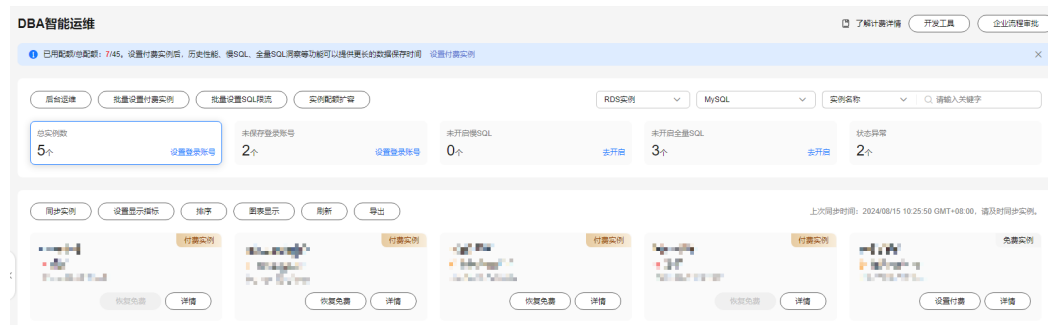 DBA智能运维 了解计费详情 开发工具 企业流程审批
已用配额/总配额：7/45。设置付费实例后，历史性能、慢SQL、全量SQL洞察等功能可以提供更长的数据保存时间 设置付费实例
后台运维 批量设置付费实例 批量设置SQL限流 实例配额扩容 RDS实例 MySQL 实例名称 请输入关键字
总实例数 未保存登录账号 未开启慢SQL 未开启全量SQL 状态异常
5个 设置登录账号 2个 设置登录账号 0个 去开启 3个 去开启 2个
同步实例 设置显示指标 排序 图表显示 刷新 导出 上次同步时间：2024/08/15 10:25:50 GMT+08:00，请及时同步实例。
付费实例 付费实例 付费实例 付费实例 免费实例
恢复免费 详情 恢复免费 详情 恢复免费 详情 恢复免费 详情 设置付费 详情